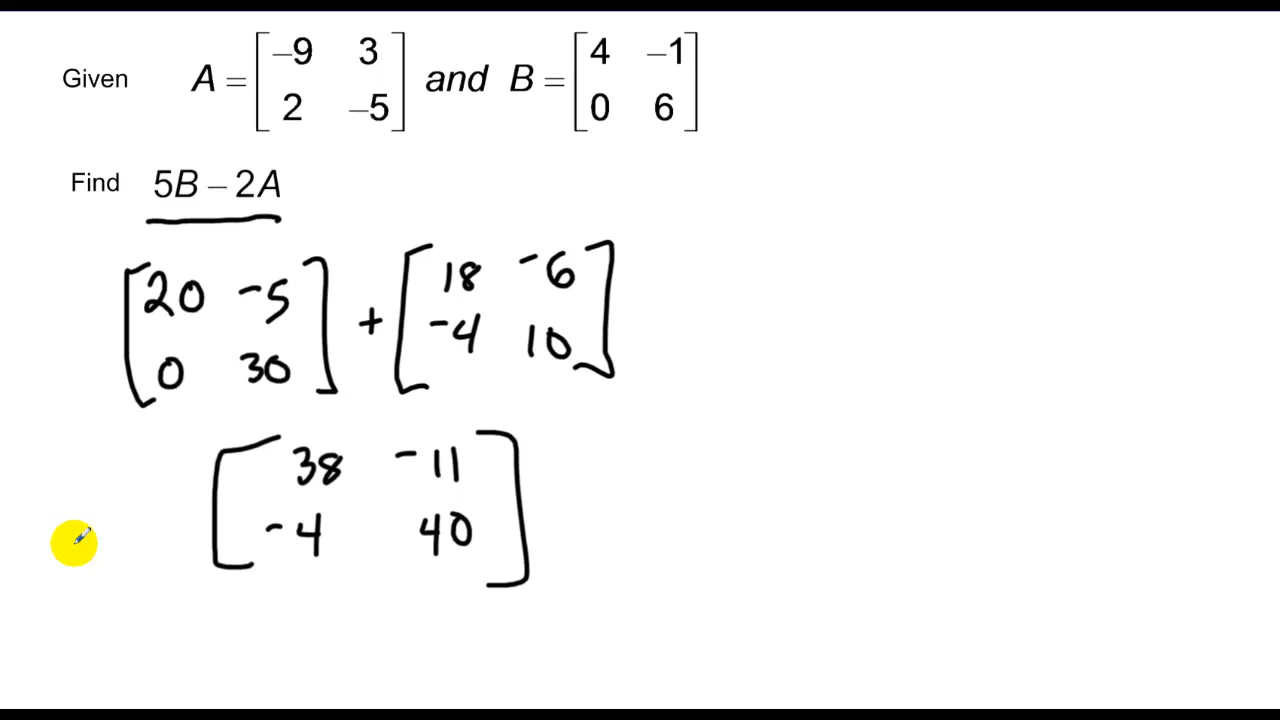 Given A = [ −9 3 ] and B = [ 4 −1 ]
[ 2 −5 ] [ 0 6 ]
Find 5B − 2A
[ 20 -5 ] + [ 18 -6 ]
[ 0 30 ] [ -4 10 ]
[ 38 -11 ]
[ -4 40 ]